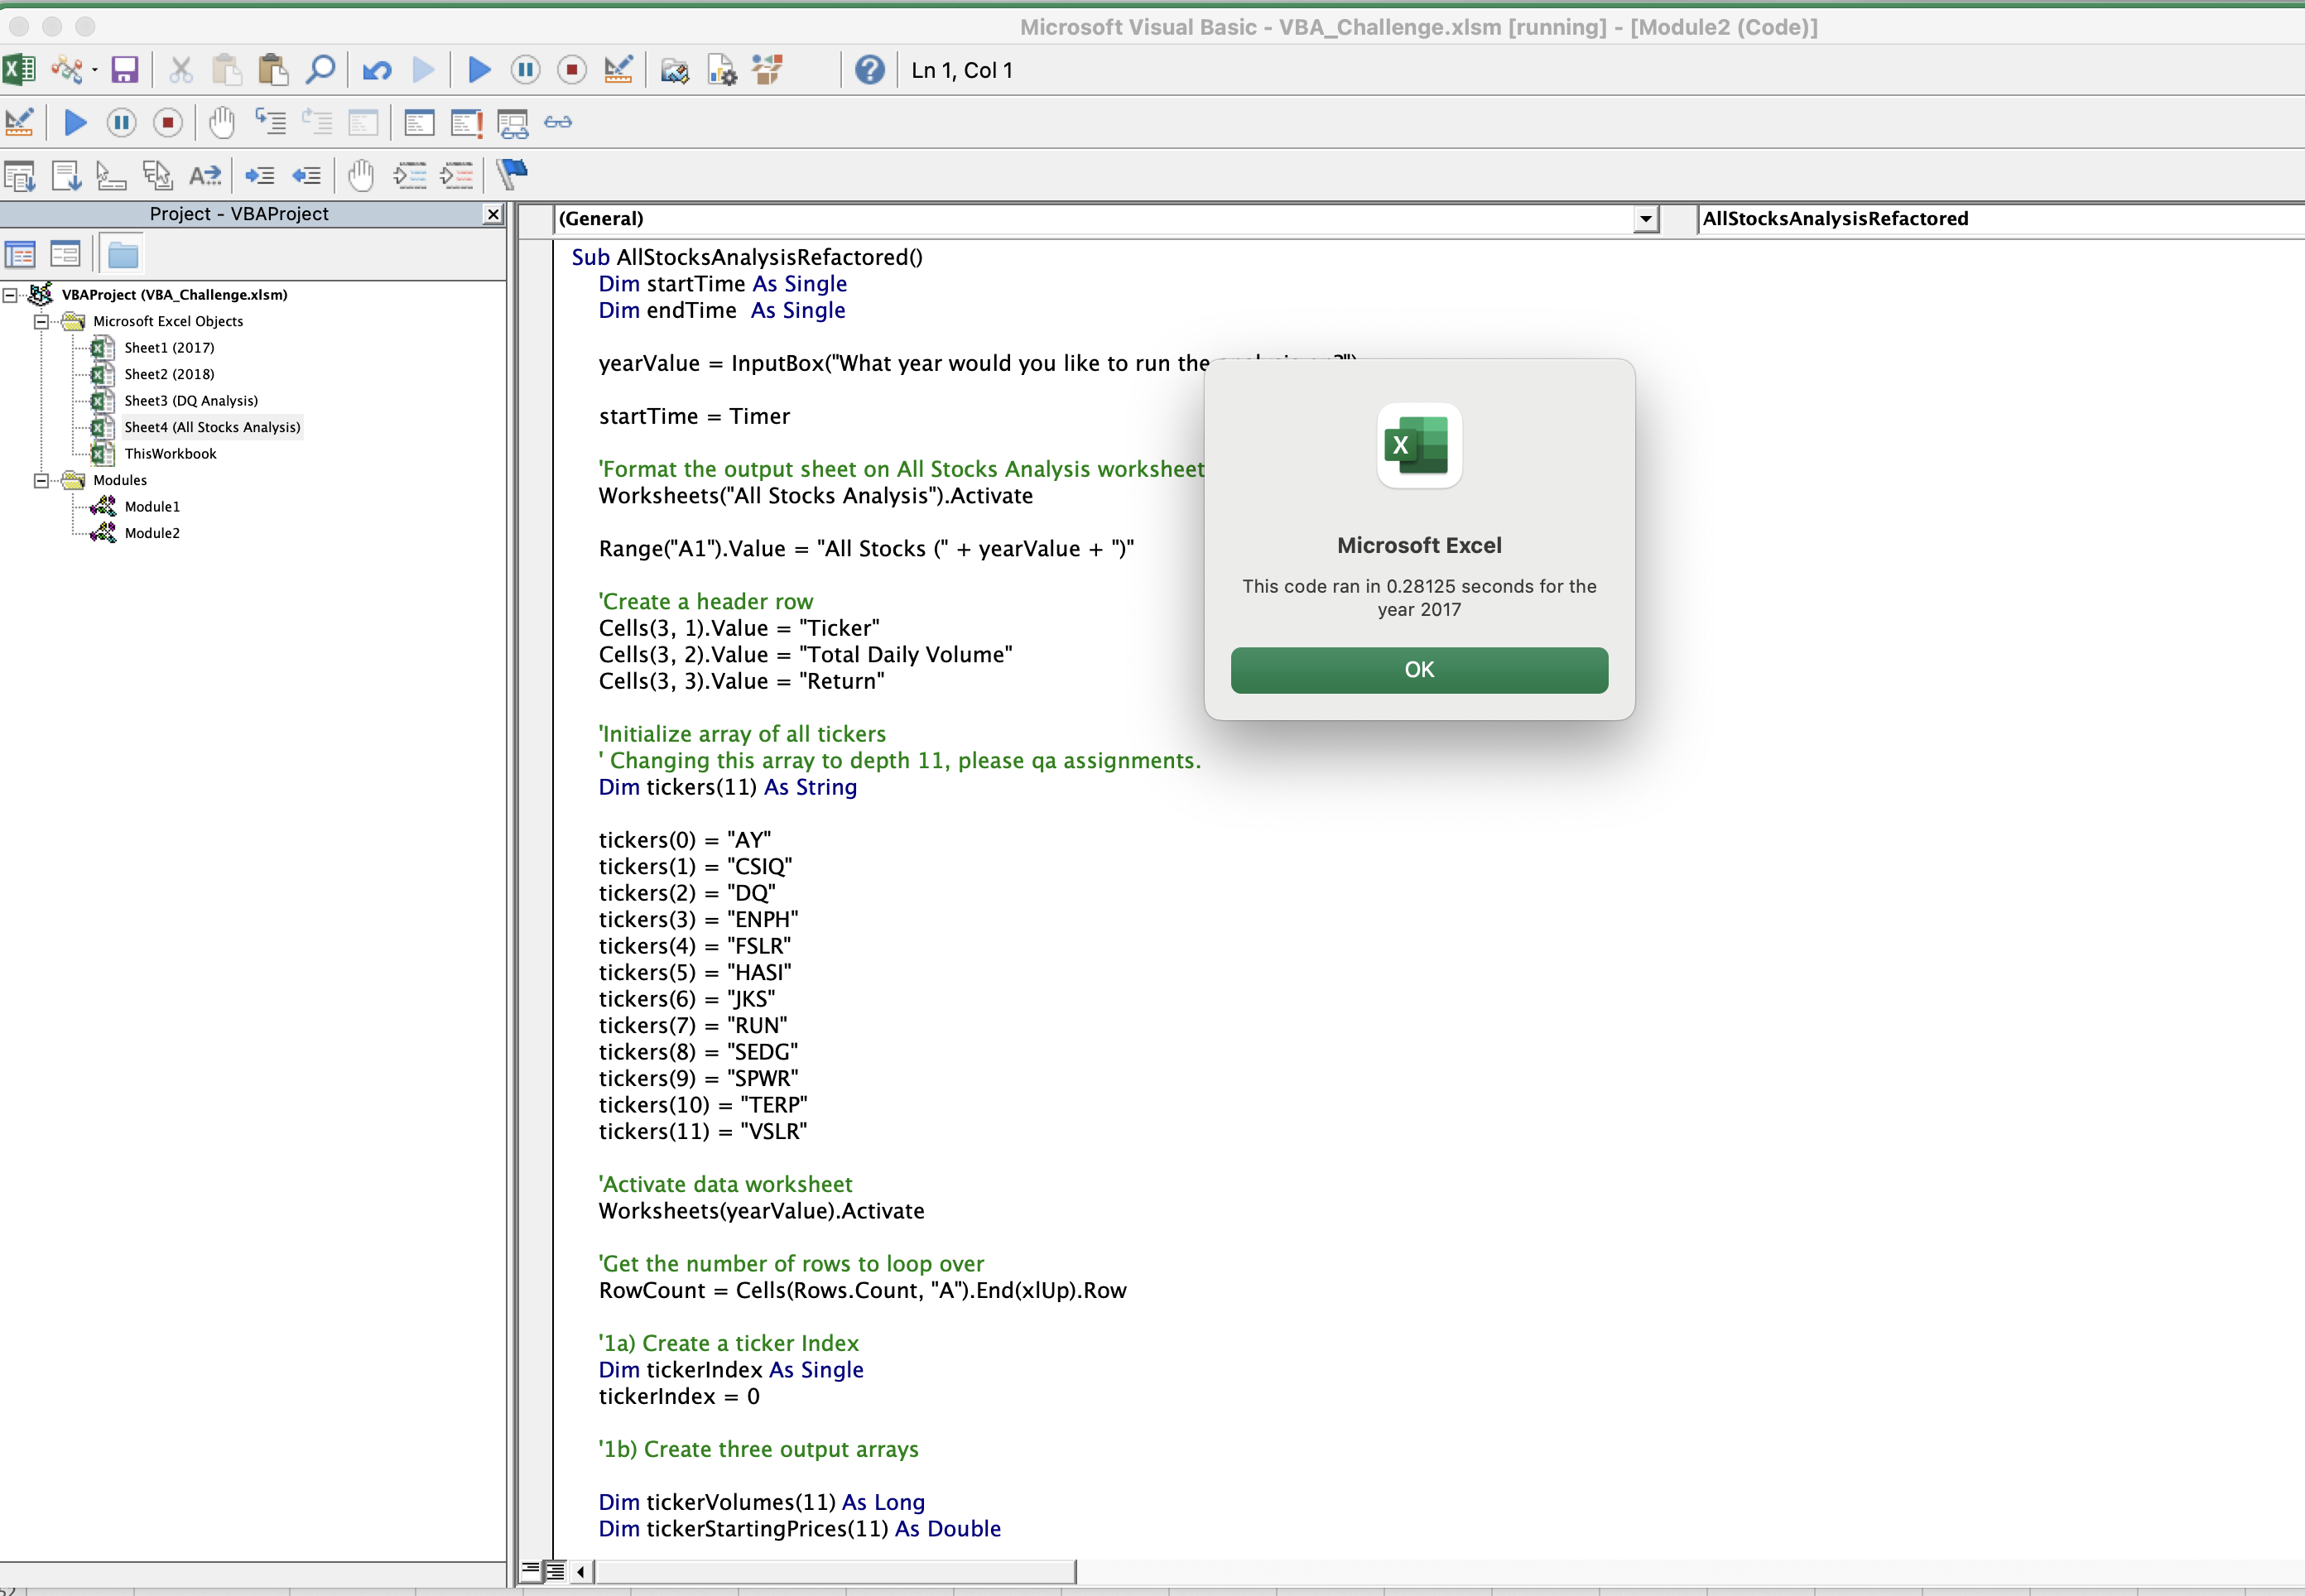 Microsoft Visual Basic - VBA_Challenge.xlsm [running] - [Module2 (Code)]
Ln 1, Col 1
Project - VBAProject
VBAProject (VBA_Challenge.xlsm)
Microsoft Excel Objects
Sheet1 (2017)
Sheet2 (2018)
Sheet3 (DQ Analysis)
Sheet4 (All Stocks Analysis)
ThisWorkbook
Modules
Module1
Module2
(General)
AllStocksAnalysisRefactored
Sub AllStocksAnalysisRefactored()
Dim startTime As Single
Dim endTime  As Single
yearValue = InputBox("What year would you like to run the
startTime = Timer
'Format the output sheet on All Stocks Analysis worksheet
Worksheets("All Stocks Analysis").Activate
Range("A1").Value = "All Stocks (" + yearValue + ")"
'Create a header row
Cells(3, 1).Value = "Ticker"
Cells(3, 2).Value = "Total Daily Volume"
Cells(3, 3).Value = "Return"
'Initialize array of all tickers
' Changing this array to depth 11, please qa assignments.
Dim tickers(11) As String
tickers(0) = "AY"
tickers(1) = "CSIQ"
tickers(2) = "DQ"
tickers(3) = "ENPH"
tickers(4) = "FSLR"
tickers(5) = "HASI"
tickers(6) = "JKS"
tickers(7) = "RUN"
tickers(8) = "SEDG"
tickers(9) = "SPWR"
tickers(10) = "TERP"
tickers(11) = "VSLR"
'Activate data worksheet
Worksheets(yearValue).Activate
'Get the number of rows to loop over
RowCount = Cells(Rows.Count, "A").End(xlUp).Row
'1a) Create a ticker Index
Dim tickerIndex As Single
tickerIndex = 0
'1b) Create three output arrays
Dim tickerVolumes(11) As Long
Dim tickerStartingPrices(11) As Double
Microsoft Excel
This code ran in 0.28125 seconds for the
year 2017
OK